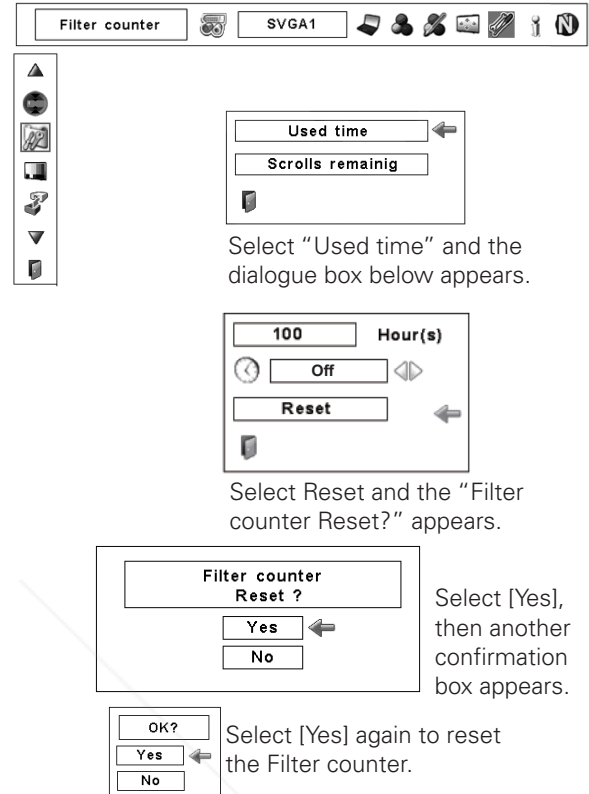 Filter counter SVGA1 i N
Used time
Scrolls remainig
Select “Used time” and the
dialogue box below appears.
100 Hour(s)
Off
Reset
Select Reset and the “Filter
counter Reset?” appears.
Filter counter
Reset ?
Yes
No
Select [Yes],
then another
confirmation
box appears.
OK?
Yes
No
Select [Yes] again to reset
the Filter counter.